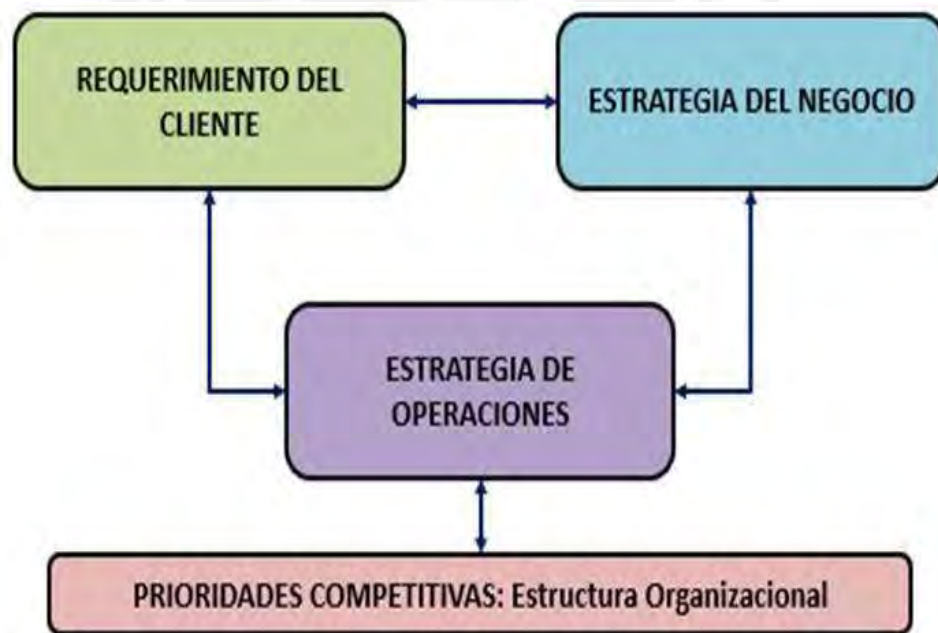 REQUERIMIENTO DEL
CLIENTE
ESTRATEGIA DEL NEGOCIO
ESTRATEGIA DE
OPERACIONES
PRIORIDADES COMPETITIVAS: Estructura Organizacional